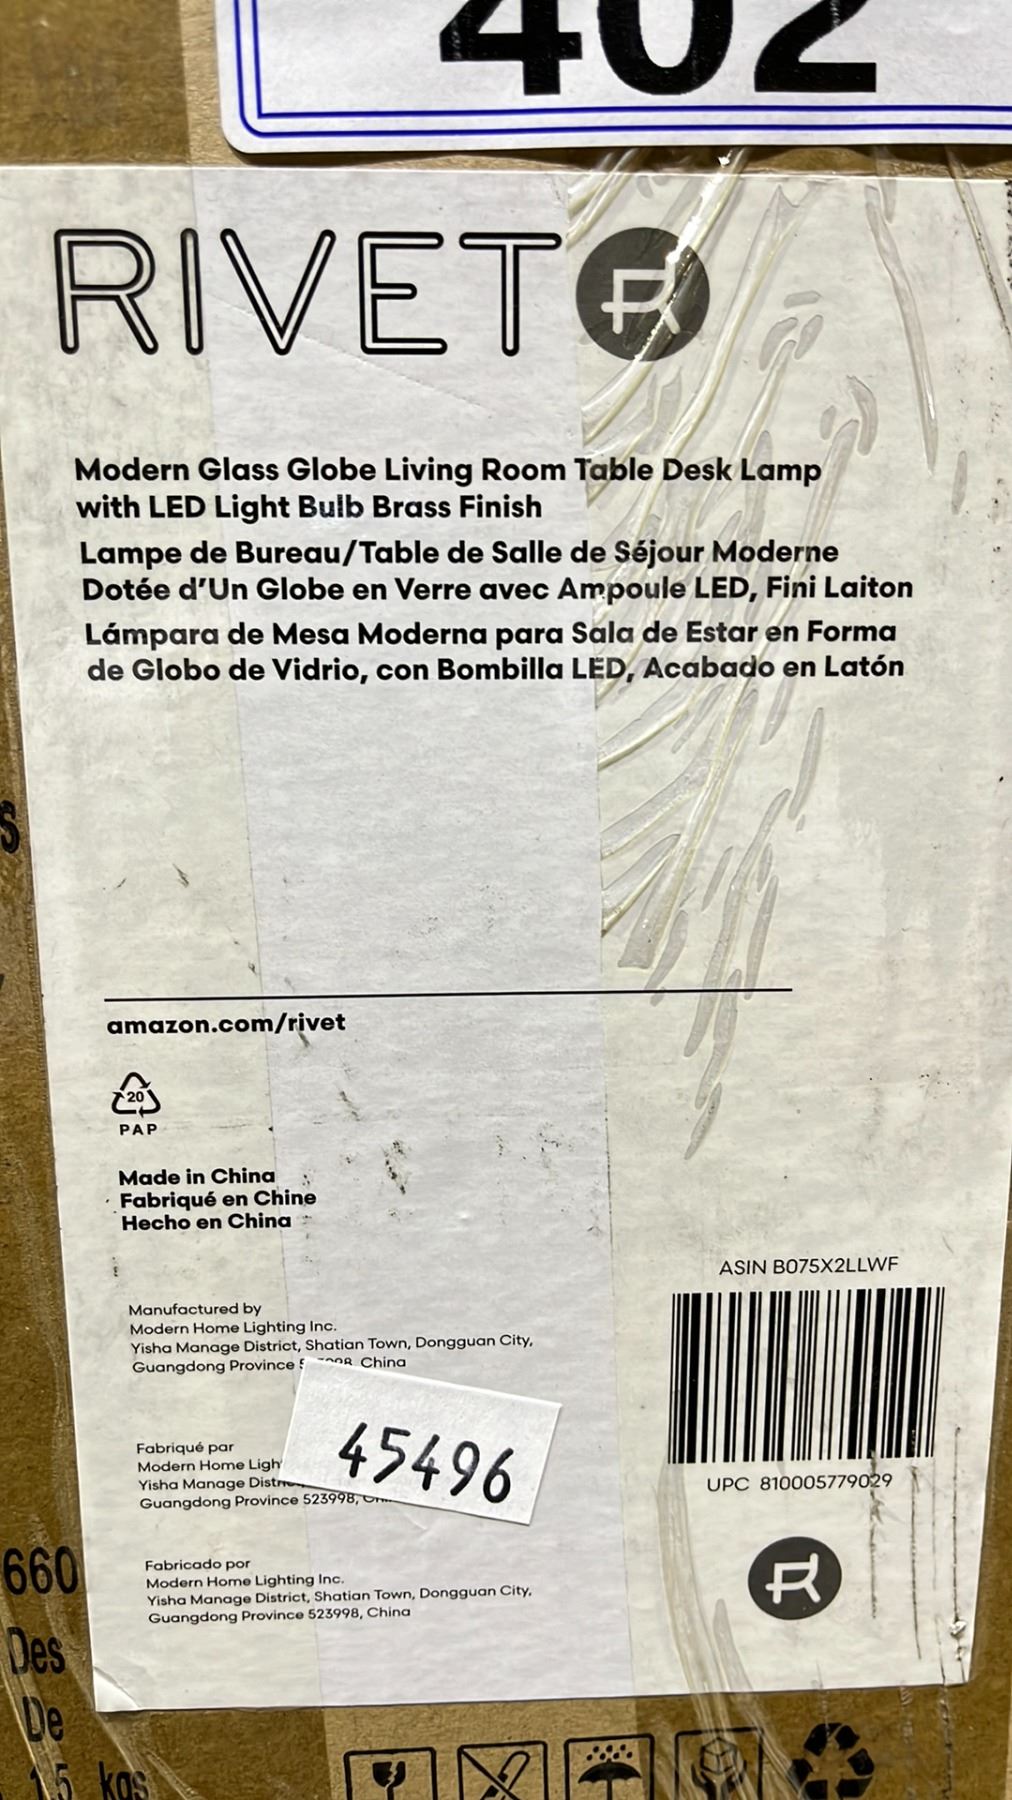 402
RIVET
Modern Glass Globe Living Room Table Desk Lamp
with LED Light Bulb Brass Finish
Lampe de Bureau/Table de Salle de Séjour Moderne
Dotée d'Un Globe en Verre avec Ampoule LED, Fini Laiton
Lámpara de Mesa Moderna para Sala de Estar en Forma
de Globo de Vidrio, con Bombilla LED, Acabado en Latón
amazon.com/rivet
20
PAP
Made in China
Fabriqué en Chine
Hecho en China
ASIN B075X2LLWF
Manufactured by
Modern Home Lighting Inc.
Yisha Manage District, Shatian Town, Dongguan City,
Guangdong Province China
45496
Fabriqué par
Modern Home
Yisha Manage
Guangdong Province 523998,
UPC 810005779029
Fabricado por
Modern Home Lighting Inc.
Yisha Manage District, Shatian Town, Dongguan City,
Guangdong Province 523998, China
660
Des
De
1.5 kgs